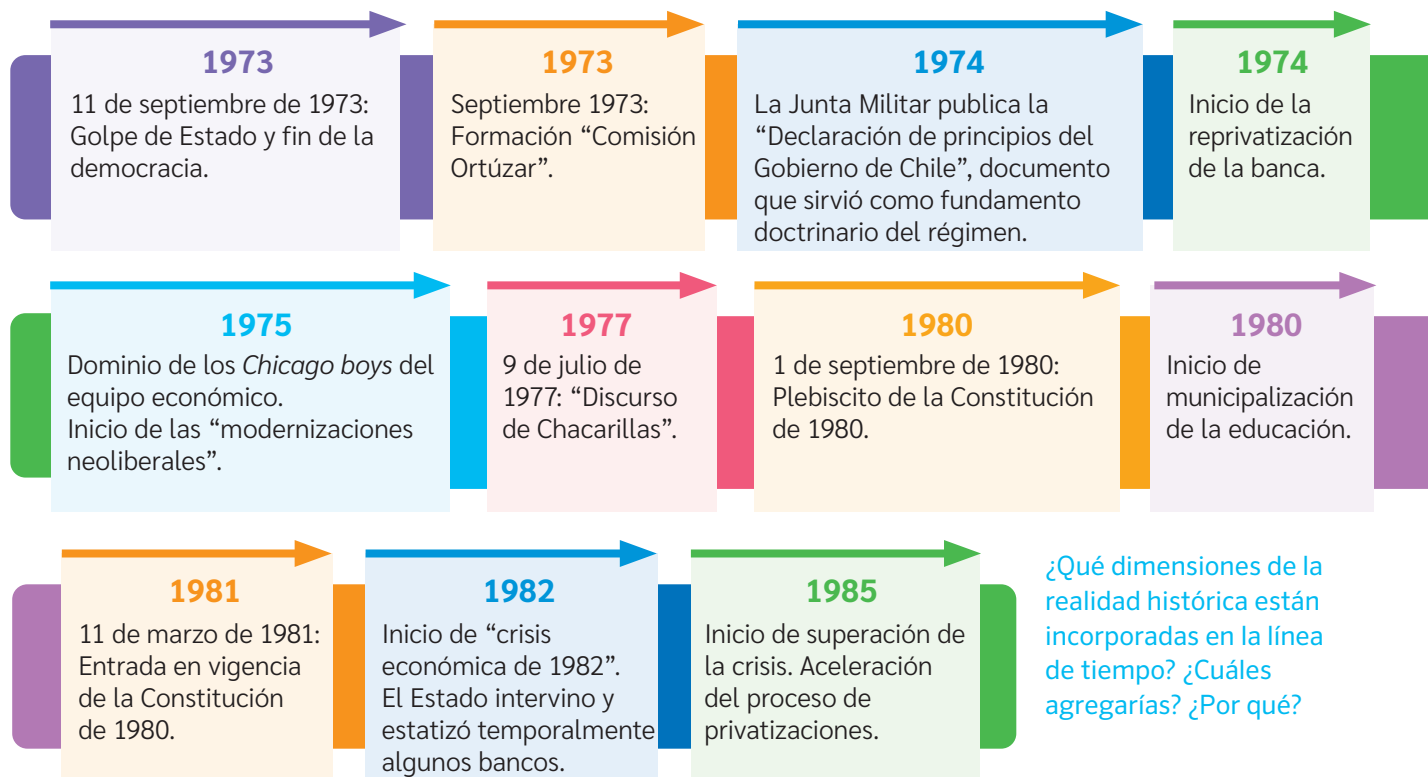 1973
11 de septiembre de 1973:
Golpe de Estado y fin de la
democracia.
1973
Septiembre 1973:
Formación “Comisión
Ortúzar”.
1974
La Junta Militar publica la
“Declaración de principios del
Gobierno de Chile”, documento
que sirvió como fundamento
doctrinario del régimen.
1974
Inicio de la
reprivatización
de la banca.
1975
Dominio de los Chicago boys del
equipo económico.
Inicio de las “modernizaciones
neoliberales”.
1977
9 de julio de
1977: “Discurso
de Chacarillas”.
1980
1 de septiembre de 1980:
Plebiscito de la Constitución
de 1980.
1980
Inicio de
municipalización
de la educación.
1981
11 de marzo de 1981:
Entrada en vigencia
de la Constitución
de 1980.
1982
Inicio de “crisis
económica de 1982”.
El Estado intervino y
estatizó temporalmente
algunos bancos.
1985
Inicio de superación de
la crisis. Aceleración
del proceso de
privatizaciones.
¿Qué dimensiones de la
realidad histórica están
incorporadas en la línea
de tiempo? ¿Cuáles
agregarías? ¿Por qué?